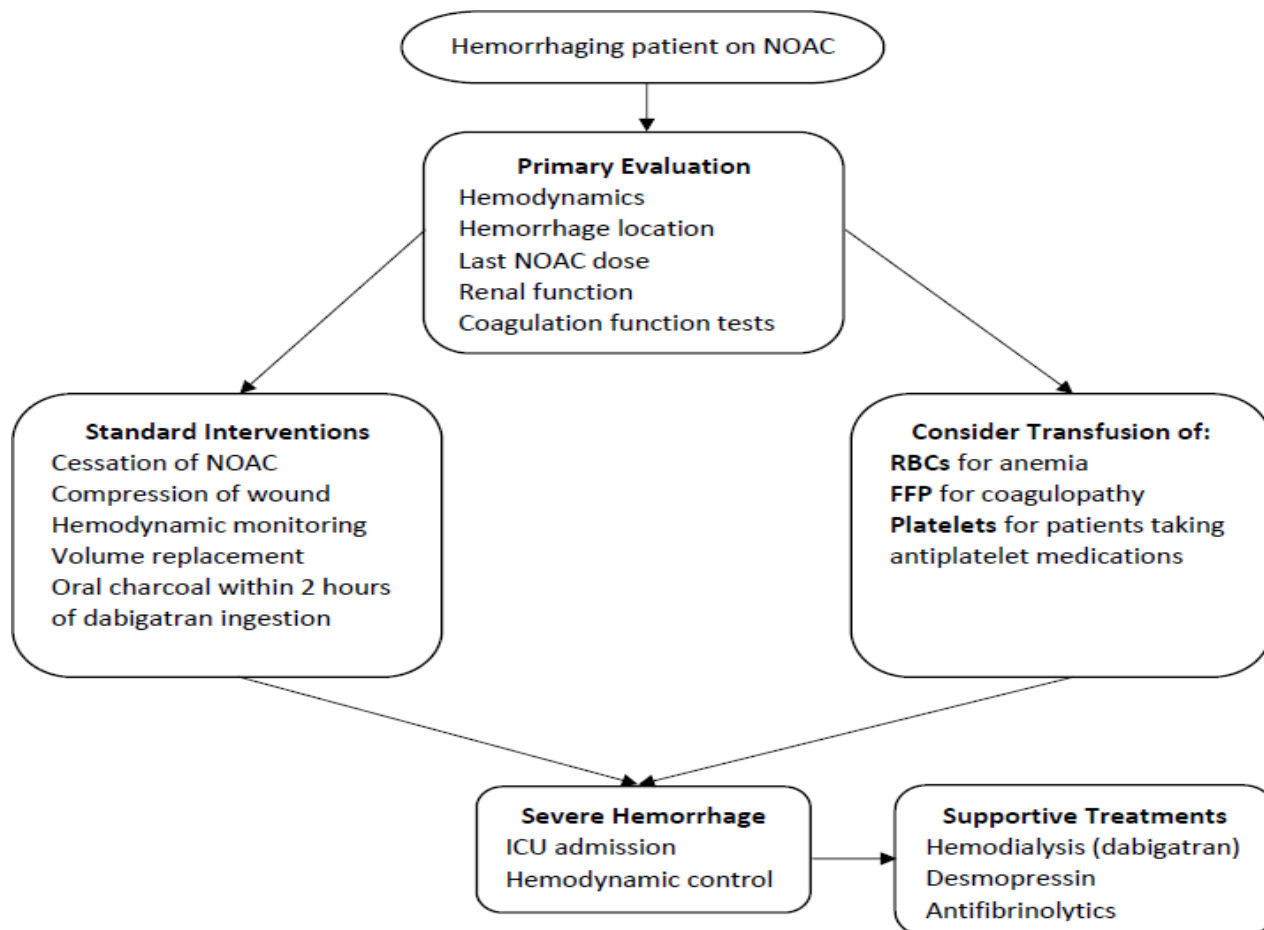 Hemorrhaging patient on NOAC
Primary Evaluation
Hemodynamics
Hemorrhage location
Last NOAC dose
Renal function
Coagulation function tests
Standard Interventions
Cessation of NOAC
Compression of wound
Hemodynamic monitoring
Volume replacement
Oral charcoal within 2 hours
of dabigatran ingestion
Consider Transfusion of:
RBCs for anemia
FFP for coagulopathy
Platelets for patients taking
antiplatelet medications
Severe Hemorrhage
ICU admission
Hemodynamic control
Supportive Treatments
Hemodialysis (dabigatran)
Desmopressin
Antifibrinolytics